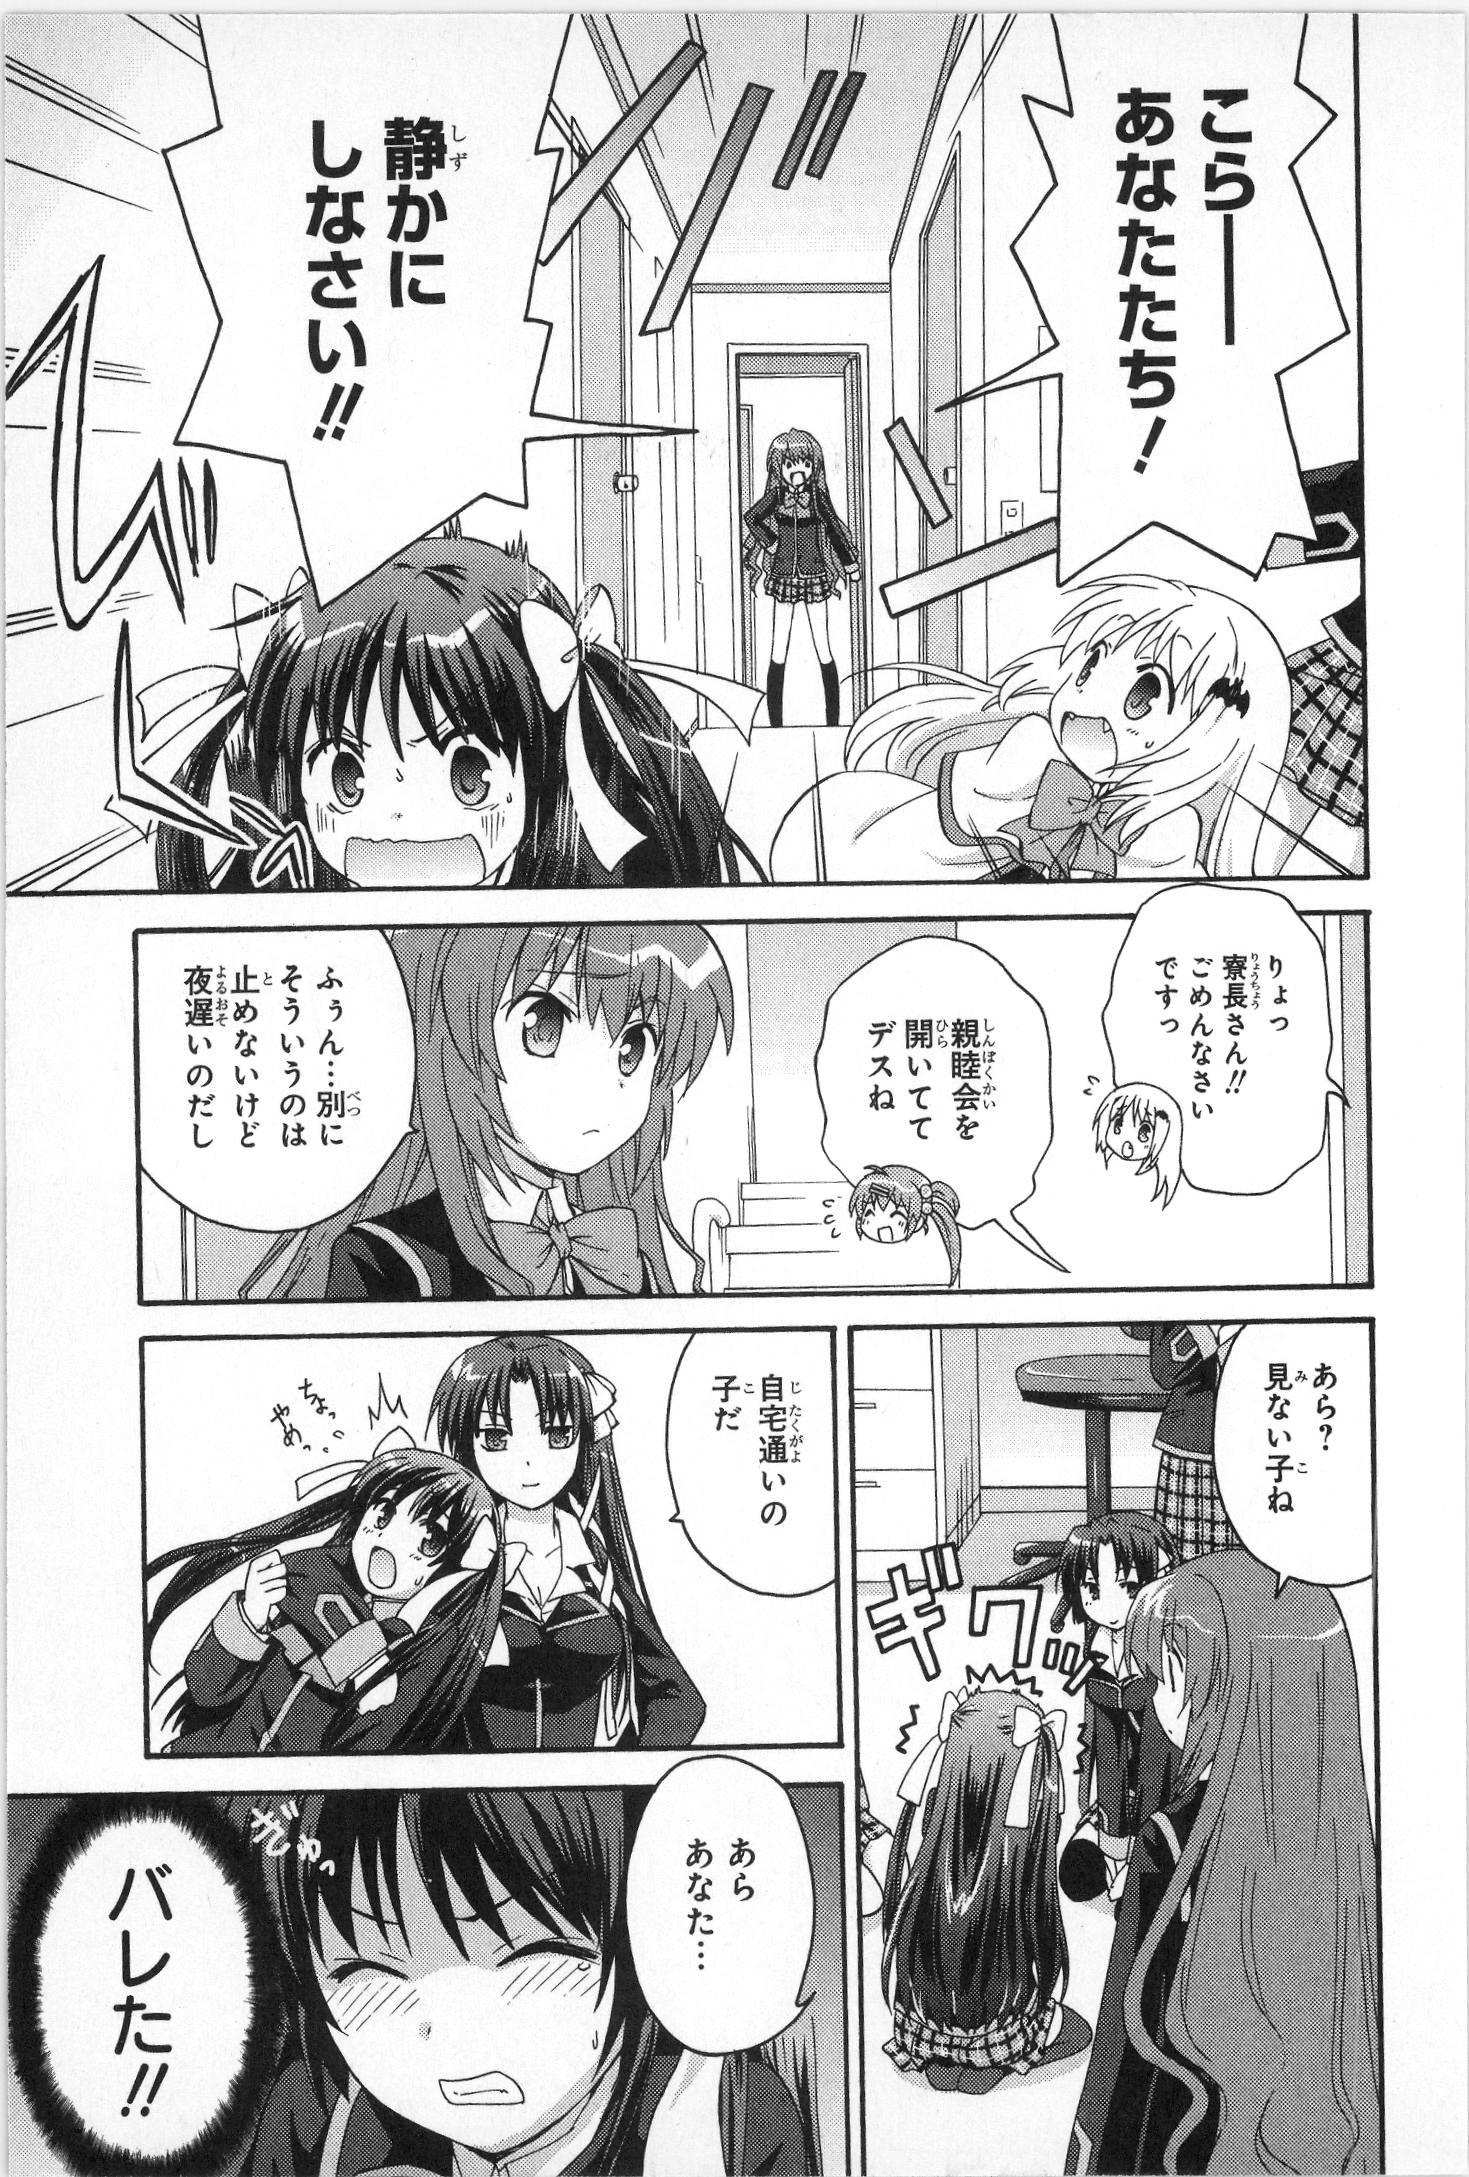 こらー
あなたたち！
静かに
しなさい!!
りょっ
寮長さん!!
ごめんなさい
ですっ
親睦会を
開いてて
デスね
ふぅん…別に
そういうのは
止めないけど
夜遅いのだし
あら？
見ない子ね
ギクッ
自宅通いの
子だ
ちょっ
やめっ…
あら
あなた…
ぎゅっ
バレた!!